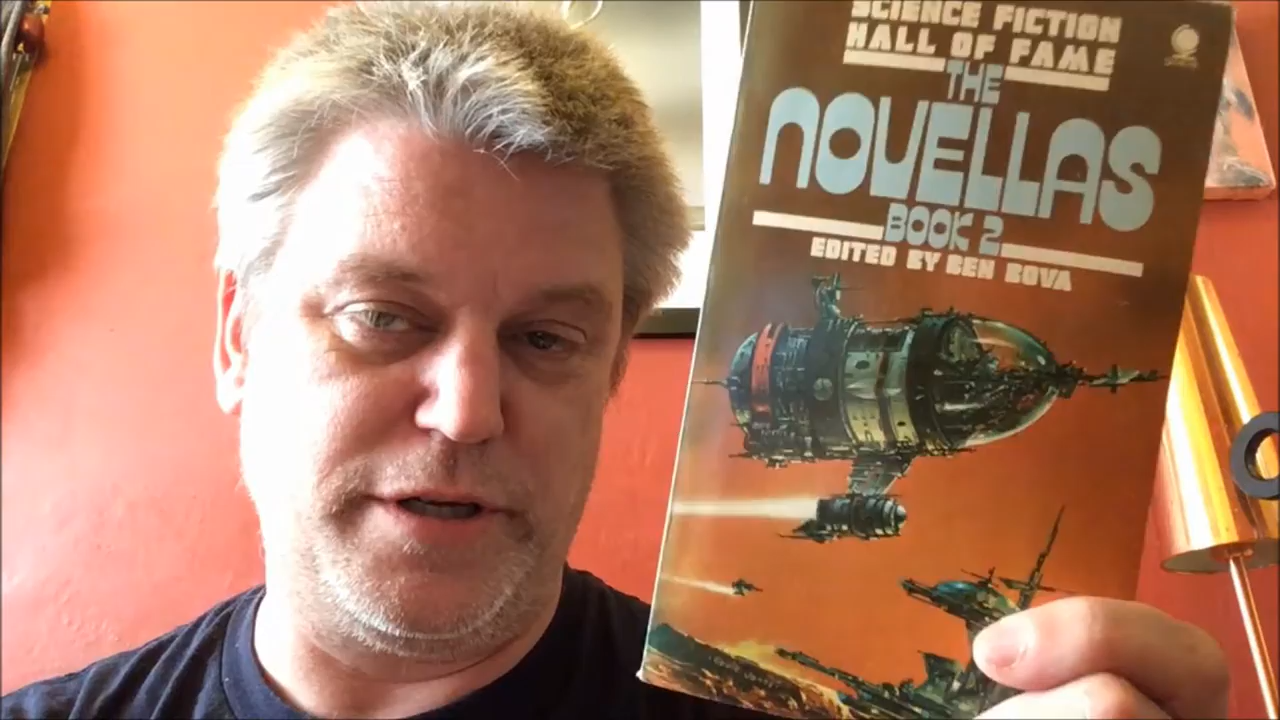 SCIENCE FICTION
HALL OF FAME
THE
NOVELLAS
BOOK 2
EDITED BY BEN BOVA